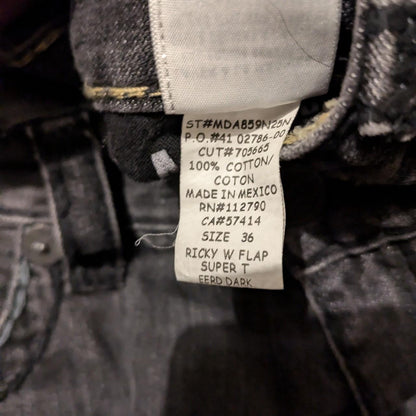 ST#MDA859N25N
P.O.#41 02786-00
CUT#705665
100% COTTON/
COTON
MADE IN MEXICO
RN#112790
CA#57414
SIZE 36
RICKY W FLAP
SUPER T
FERD DARK